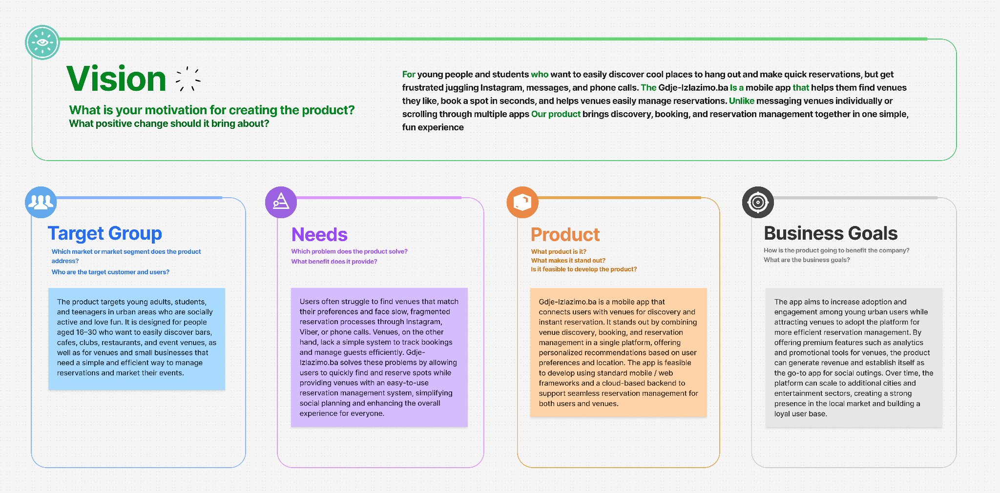 Vision
What is your motivation for creating the product?
What positive change should it bring about?
For young people and students who want to easily discover cool places to hang out and make quick reservations, but get
frustrated juggling Instagram, messages, and phone calls. The Gdje-Izlazimo.ba Is a mobile app that helps them find venues
they like, book a spot in seconds, and helps venues easily manage reservations. Unlike messaging venues individually or
scrolling through multiple apps Our product brings discovery, booking, and reservation management together in one simple,
fun experience
Target Group
Which market or market segment does the product
address?
Who are the target customer and users?
The product targets young adults, students,
and teenagers in urban areas who are socially
active and love fun. It is designed for people
aged 16–30 who want to easily discover bars,
cafes, clubs, restaurants, and event venues, as
well as for venues and small businesses that
need a simple and efficient way to manage
reservations and market their events.
Needs
Which problem does the product solve?
What benefit does it provide?
Users often struggle to find venues that match
their preferences and face slow, fragmented
reservation processes through Instagram,
Viber, or phone calls. Venues, on the other
hand, lack a simple system to track bookings
and manage guests efficiently. Gdje-
Izlazimo.ba solves these problems by allowing
users to quickly find and reserve spots while
providing venues with an easy-to-use
reservation management system, simplifying
social planning and enhancing the overall
experience for everyone.
Product
What product is it?
What makes it stand out?
Is it feasible to develop the product?
Gdje-Izlazimo.ba is a mobile app that
connects users with venues for discovery and
instant reservation. It stands out by combining
venue discovery, booking, and reservation
management in a single platform, offering
personalized recommendations based on user
preferences and location. The app is feasible
to develop using standard mobile / web
frameworks and a cloud-based backend to
support seamless reservation management for
both users and venues.
Business Goals
How is the product going to benefit the company?
What are the business goals?
The app aims to increase adoption and
engagement among young urban users while
attracting venues to adopt the platform for
more efficient reservation management. By
offering premium features such as analytics
and promotional tools for venues, the product
can generate revenue and establish itself as
the go-to app for social outings. Over time, the
platform can scale to additional cities and
entertainment sectors, creating a strong
presence in the local market and building a
loyal user base.